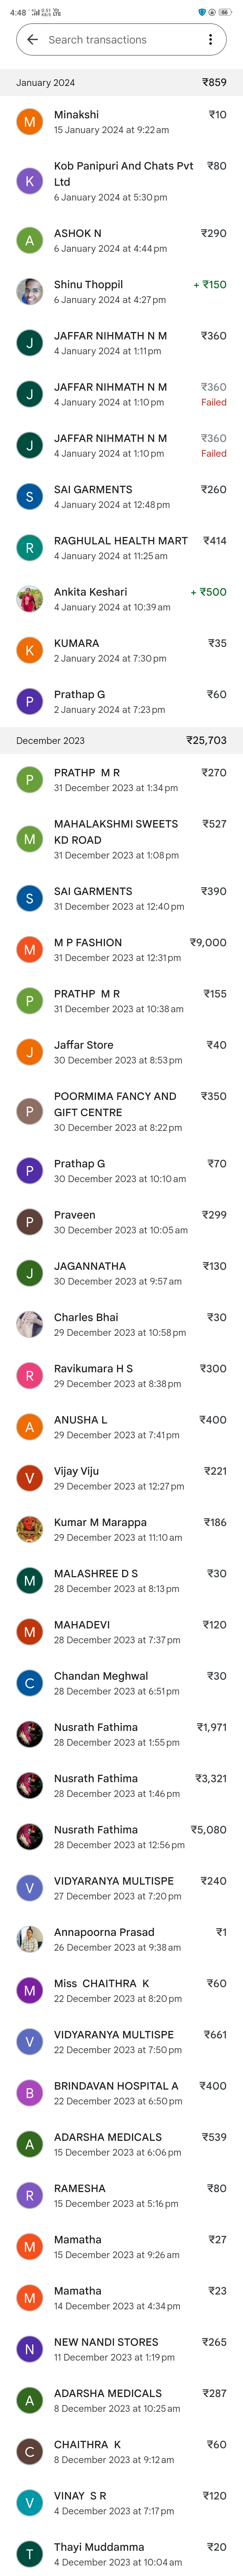 4:48
66
Search transactions
January 2024 ₹859
M Minakshi ₹10
15 January 2024 at 9:22 am
Kob Panipuri And Chats Pvt ₹80
K Ltd
6 January 2024 at 5:30 pm
A ASHOK N ₹290
6 January 2024 at 4:44 pm
Shinu Thoppil + ₹150
6 January 2024 at 4:27 pm
J JAFFAR NIHMATH N M ₹360
4 January 2024 at 1:11 pm
J JAFFAR NIHMATH N M ₹360
4 January 2024 at 1:10 pm Failed
J JAFFAR NIHMATH N M ₹360
4 January 2024 at 1:10 pm Failed
S SAI GARMENTS ₹260
4 January 2024 at 12:48 pm
R RAGHULAL HEALTH MART ₹414
4 January 2024 at 11:25 am
Ankita Keshari + ₹500
4 January 2024 at 10:39 am
K KUMARA ₹35
2 January 2024 at 7:30 pm
P Prathap G ₹60
2 January 2024 at 7:23 pm
December 2023 ₹25,703
P PRATHP M R ₹270
31 December 2023 at 1:34 pm
MAHALAKSHMI SWEETS ₹527
M KD ROAD
31 December 2023 at 1:08 pm
S SAI GARMENTS ₹390
31 December 2023 at 12:40 pm
M M P FASHION ₹9,000
31 December 2023 at 12:31 pm
P PRATHP M R ₹155
31 December 2023 at 10:38 am
J Jaffar Store ₹40
30 December 2023 at 8:53 pm
POORMIMA FANCY AND ₹350
P GIFT CENTRE
30 December 2023 at 8:22 pm
P Prathap G ₹70
30 December 2023 at 10:10 am
P Praveen ₹299
30 December 2023 at 10:05 am
J JAGANNATHA ₹130
30 December 2023 at 9:57 am
Charles Bhai ₹30
29 December 2023 at 10:58 pm
R Ravikumara H S ₹300
29 December 2023 at 8:38 pm
A ANUSHA L ₹400
29 December 2023 at 7:41 pm
V Vijay Viju ₹221
29 December 2023 at 12:27 pm
Kumar M Marappa ₹186
29 December 2023 at 11:10 am
M MALASHREE D S ₹30
28 December 2023 at 8:13 pm
M MAHADEVI ₹120
28 December 2023 at 7:37 pm
C Chandan Meghwal ₹30
28 December 2023 at 6:51 pm
Nusrath Fathima ₹1,971
28 December 2023 at 1:55 pm
Nusrath Fathima ₹3,321
28 December 2023 at 1:46 pm
Nusrath Fathima ₹5,080
28 December 2023 at 12:56 pm
V VIDYARANYA MULTISPE ₹240
27 December 2023 at 7:20 pm
Annapoorna Prasad ₹1
26 December 2023 at 9:38 am
M Miss CHAITHRA K ₹60
22 December 2023 at 8:20 pm
V VIDYARANYA MULTISPE ₹661
22 December 2023 at 7:50 pm
B BRINDAVAN HOSPITAL A ₹400
22 December 2023 at 6:50 pm
A ADARSHA MEDICALS ₹539
15 December 2023 at 6:06 pm
R RAMESHA ₹80
15 December 2023 at 5:16 pm
M Mamatha ₹27
15 December 2023 at 9:26 am
M Mamatha ₹23
14 December 2023 at 4:34 pm
N NEW NANDI STORES ₹265
11 December 2023 at 1:19 pm
A ADARSHA MEDICALS ₹287
8 December 2023 at 10:25 am
C CHAITHRA K ₹60
8 December 2023 at 9:12 am
V VINAY S R ₹120
4 December 2023 at 7:17 pm
T Thayi Muddamma ₹20
4 December 2023 at 10:04 am